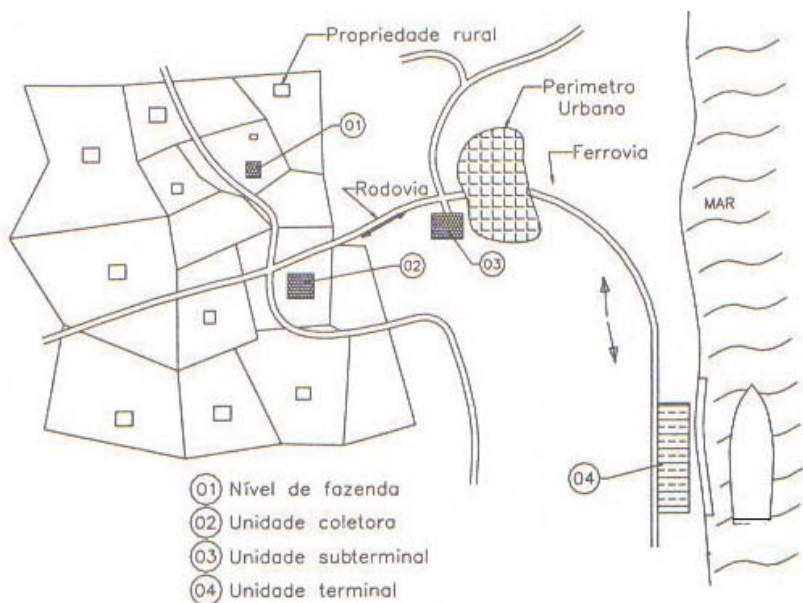 Propriedade rural
Perimetro
Urbano
01
Ferrovia
Rodovia
MAR
02
03
04
01 Nível de fazenda
02 Unidade coletora
03 Unidade subterminal
04 Unidade terminal